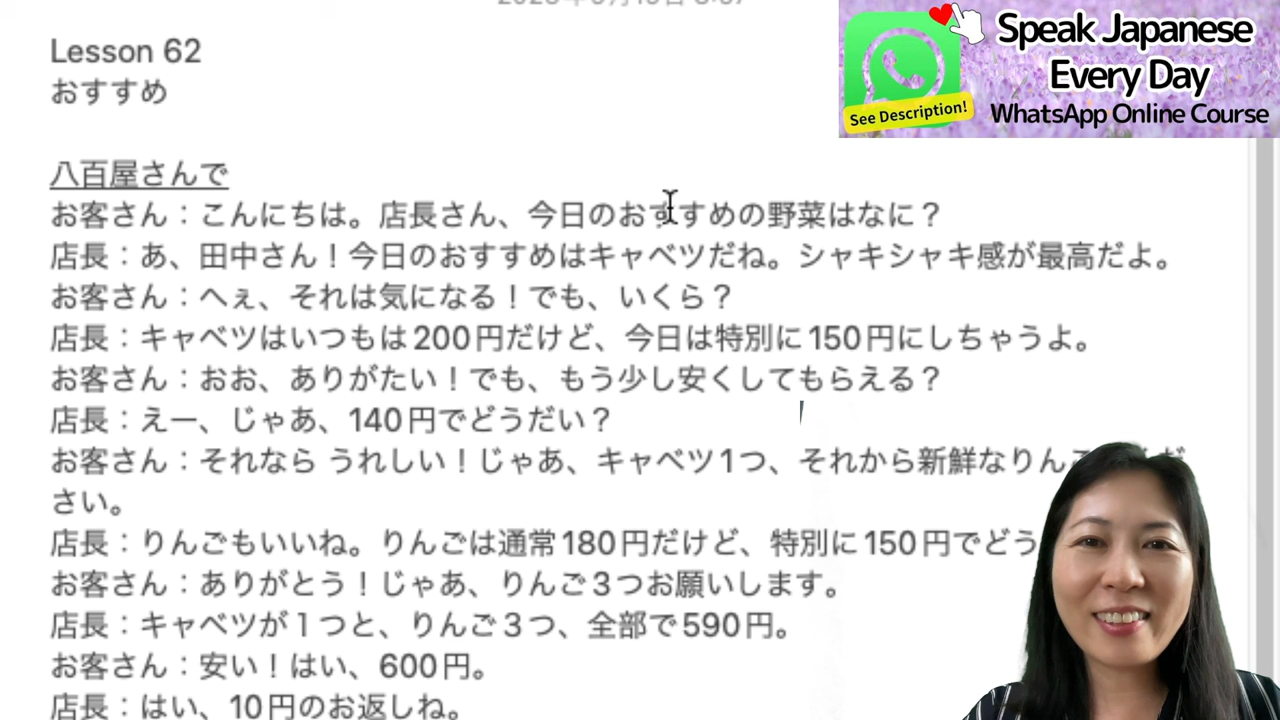 Lesson 62
おすすめ
八百屋さんで
お客さん：こんにちは。店長さん、今日のおすすめの野菜はなに？
店長：あ、田中さん！今日のおすすめはキャベツだね。シャキシャキ感が最高だよ。
お客さん：へぇ、それは気になる！でも、いくら？
店長：キャベツはいつもは200円だけど、今日は特別に150円にしちゃうよ。
お客さん：おお、ありがたい！でも、もう少し安くしてもらえる？
店長：えー、じゃあ、140円でどうだい？
お客さん：それなら うれしい！じゃあ、キャベツ1つ、それから新鮮なりんご
さい。
店長：りんごもいいね。りんごは通常180円だけど、特別に150円でどう
お客さん：ありがとう！じゃあ、りんご３つお願いします。
店長：キャベツが１つと、りんご３つ、全部で590円。
お客さん：安い！はい、600円。
店長：はい、10円のお返しね。
See Description!
Speak Japanese
Every Day
WhatsApp Online Course